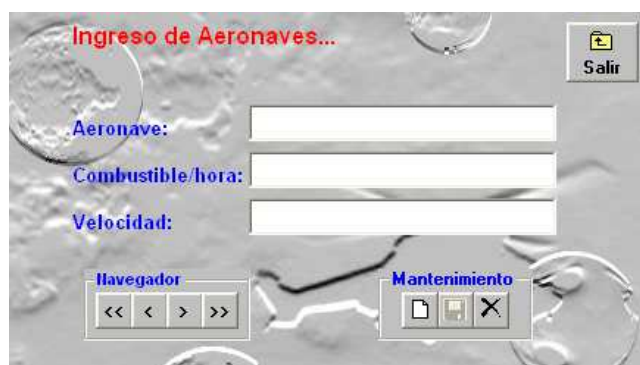 Ingreso de Aeronaves...
Salir
Aeronave:
Combustible/hora:
Velocidad:
Navegador
<< < > >>
Mantenimiento